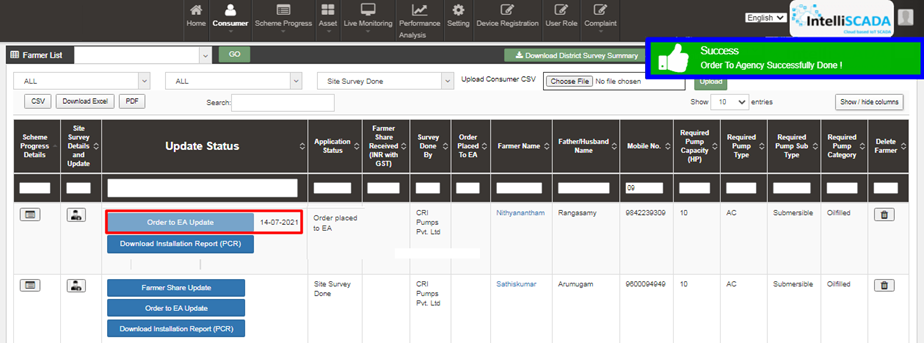 Home Consumer Scheme Progress Asset Live Monitoring Performance Analysis Setting Device Registration User Role Complaint
English
IntelliSCADA
Cloud based IoT SCADA
Farmer List GO Download District Survey Summary
Success
Order To Agency Successfully Done !
ALL ALL Site Survey Done Upload Consumer CSV Choose File No file chosen Upload
CSV Download Excel PDF Search: Show 10 entries Show / hide columns
Scheme Progress Details
Site Survey Details and Update
Update Status
Application Status
Farmer Share Received (INR with GST)
Survey Done By
Order Placed To EA
Farmer Name
Father/Husband Name
Mobile No.
Required Pump Capacity (HP)
Required Pump Type
Required Pump Sub Type
Required Pump Category
Delete Farmer
09
Order to EA Update 14-07-2021 Order placed to EA CRI Pumps Pvt. Ltd Nithyanantham Rangasamy 9842239309 10 AC Submersible Oilfilled
Download Installation Report (PCR)
Farmer Share Update Site Survey Done CRI Pumps Pvt. Ltd Sathiskumar Arumugam 9600094949 10 AC Submersible Oilfilled
Order to EA Update
Download Installation Report (PCR)